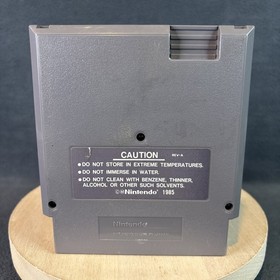 CAUTION REV-A
●DO NOT STORE IN EXTREME TEMPERATURES.
●DO NOT IMMERSE IN WATER.
●DO NOT CLEAN WITH BENZENE, THINNER,
ALCOHOL OR OTHER SUCH SOLVENTS.
©Nintendo 1985
Nintendo